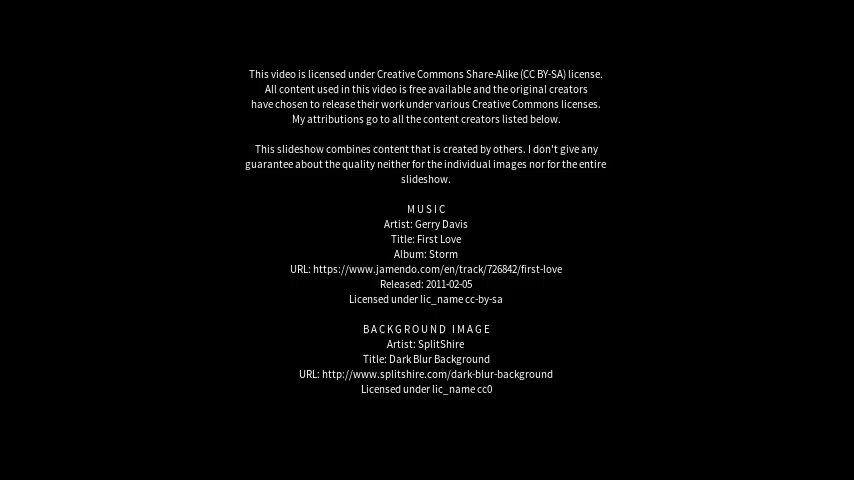 This video is licensed under Creative Commons Share-Alike (CC BY-SA) license.
All content used in this video is free available and the original creators
have chosen to release their work under various Creative Commons licenses.
My attributions go to all the content creators listed below.
This slideshow combines content that is created by others. I don't give any
guarantee about the quality neither for the individual images nor for the entire
slideshow.
MUSIC
Artist: Gerry Davis
Title: First Love
Album: Storm
URL: https://www.jamendo.com/en/track/726842/first-love
Released: 2011-02-05
Licensed under lic_name cc-by-sa
BACKGROUND IMAGE
Artist: SplitShire
Title: Dark Blur Background
URL: http://www.splitshire.com/dark-blur-background
Licensed under lic_name cc0